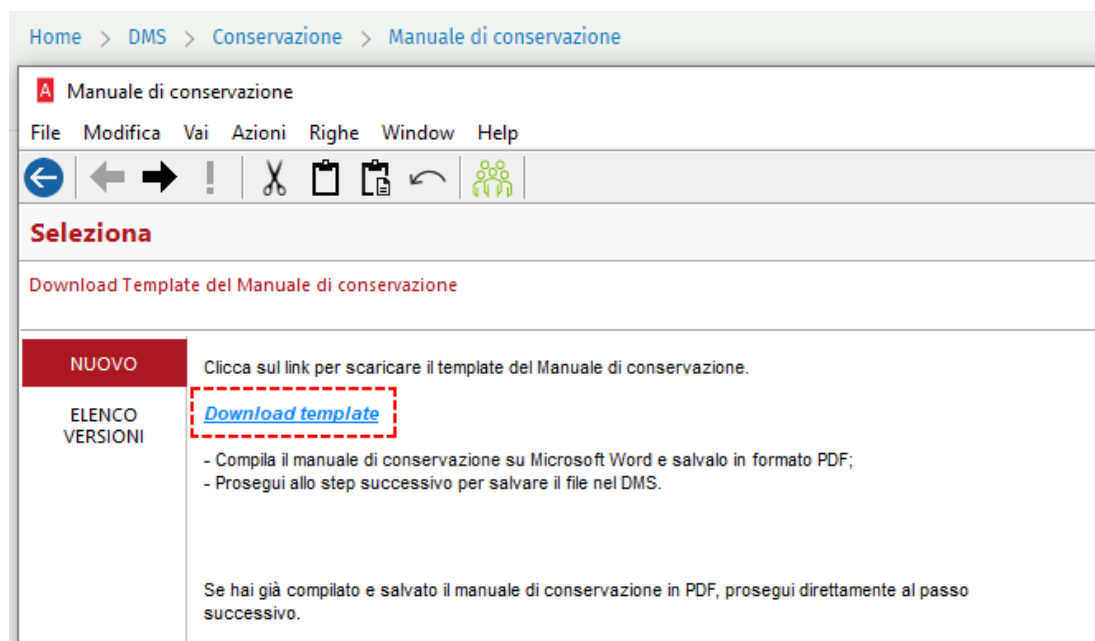 Home > DMS > Conservazione > Manuale di conservazione
A Manuale di conservazione
File Modifica Vai Azioni Righe Window Help
Seleziona
Download Template del Manuale di conservazione
NUOVO
ELENCO
VERSIONI
Clicca sul link per scaricare il template del Manuale di conservazione.
Download template
- Compila il manuale di conservazione su Microsoft Word e salvalo in formato PDF;
- Prosegui allo step successivo per salvare il file nel DMS.
Se hai già compilato e salvato il manuale di conservazione in PDF, prosegui direttamente al passo
successivo.